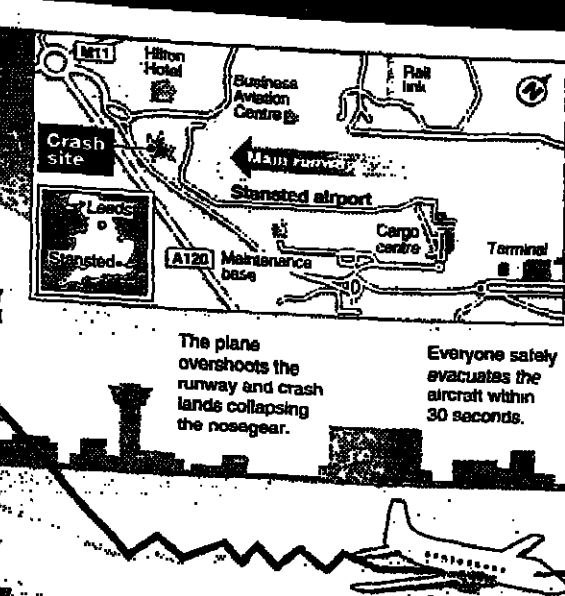 M11
Hilton
Hotel
Business
Aviation
Centre
Rail
link
Crash
site
Main runway
Stansted airport
Leeds
Stansted
A120
Maintenance
base
Cargo
centre
Terminal
The plane
overshoots the
runway and crash
lands collapsing
the nosegear.
Everyone safely
evacuates the
aircraft within
30 seconds.